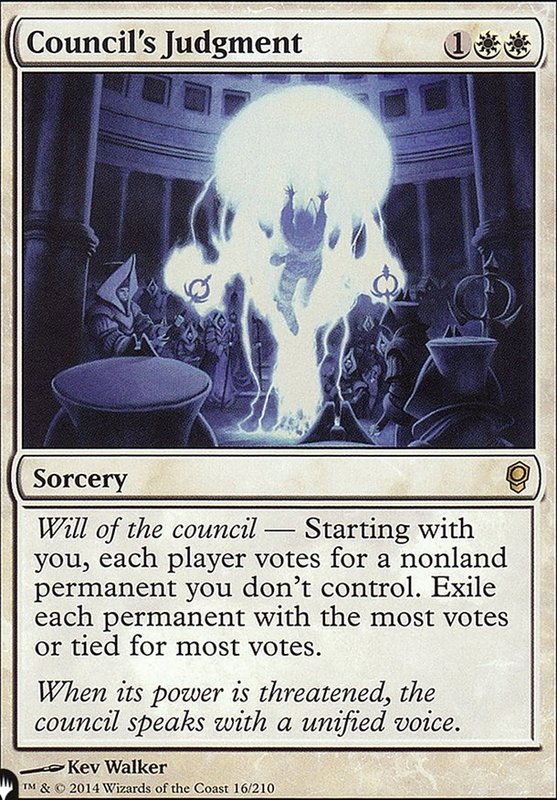 Council's Judgment 1
Sorcery
Will of the council — Starting with
you, each player votes for a nonland
permanent you don't control. Exile
each permanent with the most votes
or tied for most votes.
When its power is threatened, the
council speaks with a unified voice.
Kev Walker
™ & © 2014 Wizards of the Coast 16/210